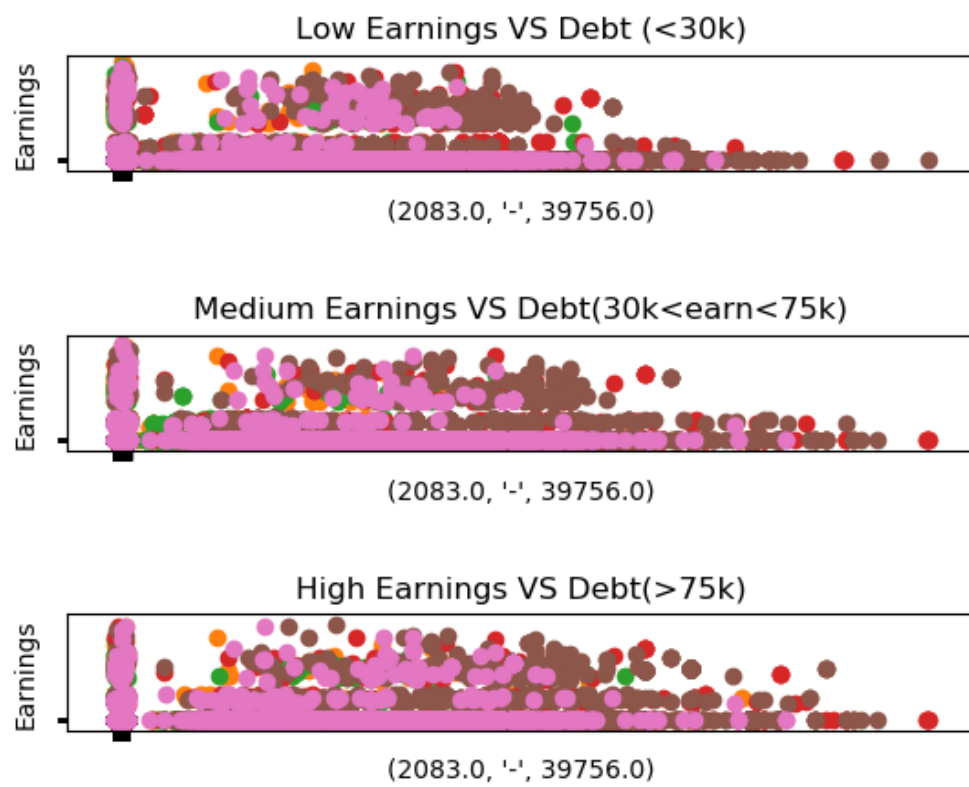 Low Earnings VS Debt (<30k)
Earnings
(2083.0, '-', 39756.0)
Medium Earnings VS Debt(30k<earn<75k)
Earnings
(2083.0, '-', 39756.0)
High Earnings VS Debt(>75k)
Earnings
(2083.0, '-', 39756.0)